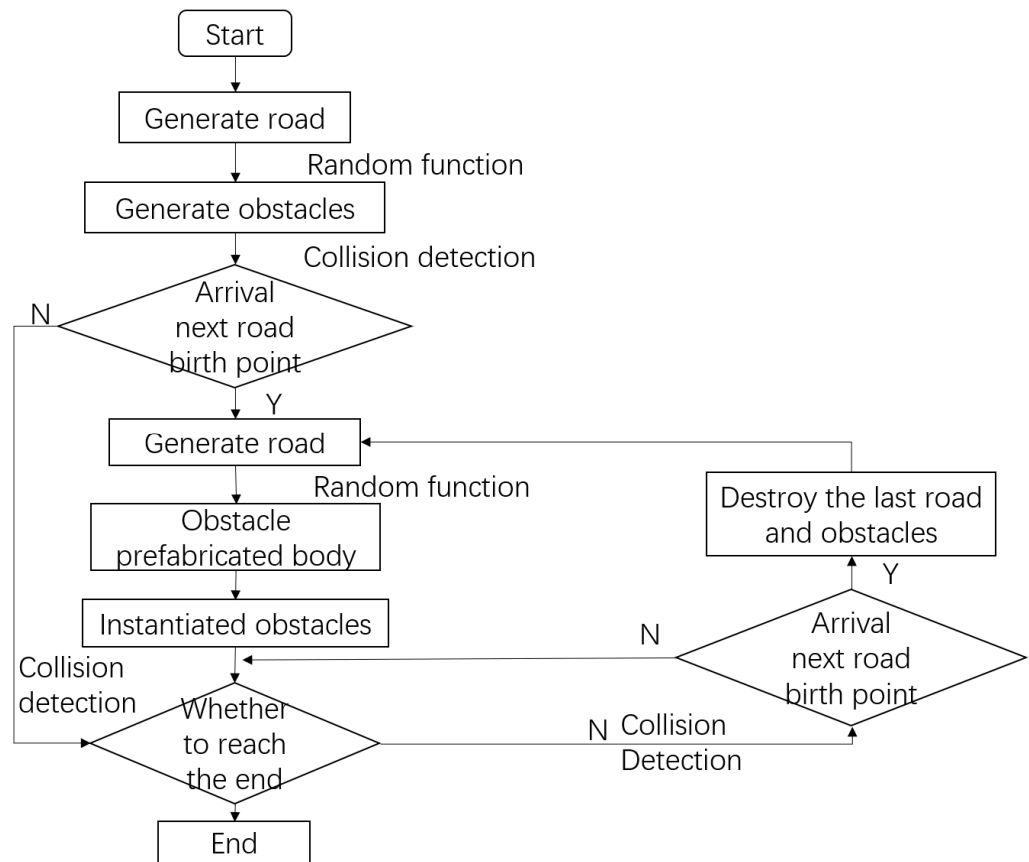 Start
Generate road
Random function
Generate obstacles
Collision detection
Arrival
next road
birth point
N
Y
Generate road
Random function
Obstacle
prefabricated body
Instantiated obstacles
Collision
detection
Whether
to reach
the end
N
Collision
Detection
Arrival
next road
birth point
N
Y
Destroy the last road
and obstacles
End